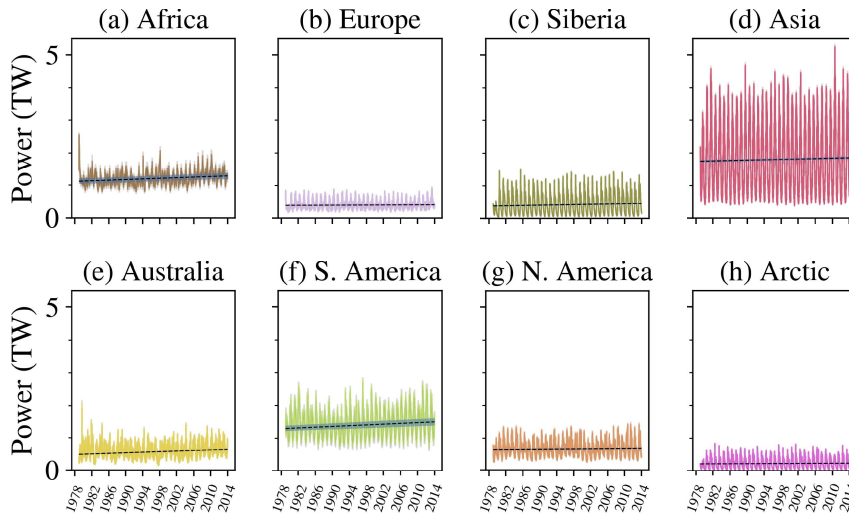 (a) Africa
(b) Europe
(c) Siberia
(d) Asia
Power (TW)
5
0
(e) Australia
(f) S. America
(g) N. America
(h) Arctic
Power (TW)
5
0
1978 1982 1986 1990 1994 1998 2002 2006 2010 2014
1978 1982 1986 1990 1994 1998 2002 2006 2010 2014
1978 1982 1986 1990 1994 1998 2002 2006 2010 2014
1978 1982 1986 1990 1994 1998 2002 2006 2010 2014